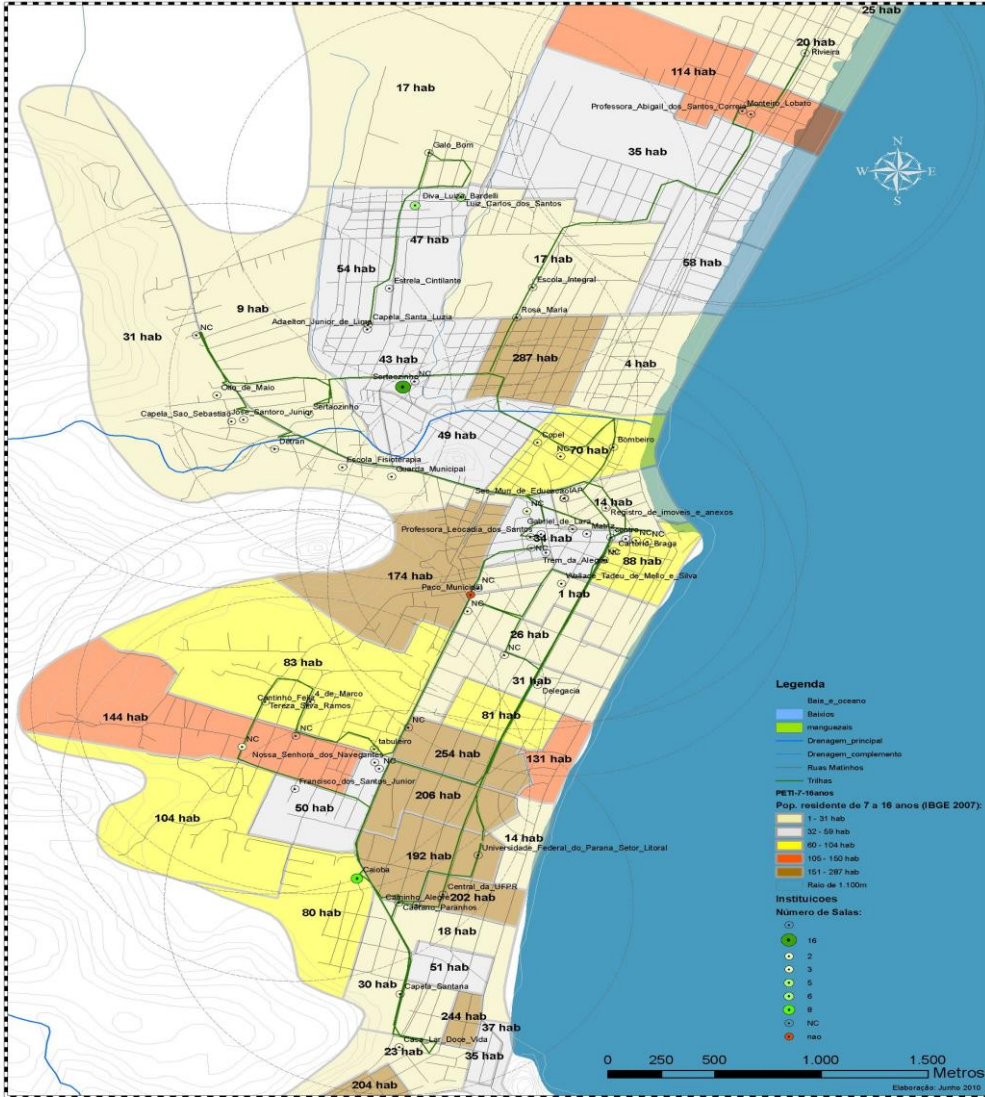 25 hab
20 hab
Rivieira
114 hab
17 hab
Professora_Abigail_dos_Santos_Correia
Monteiro_Lobato
35 hab
Galo_Bom
N
W E
S
Diva_Luiza_Bardelli
Luiz_Carlos_dos_Santos
47 hab
54 hab
17 hab
58 hab
Estrela_Cintilante
Escola_Integral
9 hab
Capela_Santa_Luzia
Rosa_Maria
31 hab
NC
43 hab
287 hab
4 hab
NC
Sertaozinho
Oito_de_Maio
Capela_Sao_Sebastiao
Jose_Santoro_Junior
Sertaozinho
49 hab
Copel
Bombeiro
70 hab
NC
Detran
Escola_Fisioterapia
Guarda_Municipal
14 hab
NC
Registro_de_imoveis_e_anexos
Gabriel_de_Lara
Professora_Leocadia_dos_Santos
34 hab
NC
NC
Cartorio_Braga
NC
Trem_da_Alegria
NC
88 hab
174 hab
Wallace_Tadeu_de_Mello_e_Silva
NC
Paco_Municipal
1 hab
NC
26 hab
83 hab
NC
31 hab
Delegacia
4_de_Marco
Cantinho_Feliz
Tereza_Silva_Ramos
144 hab
81 hab
NC
NC
NC
tabuleiro
Nossa_Senhora_dos_Navegantes
NC
254 hab
131 hab
Francisco_dos_Santos_Junior
50 hab
206 hab
104 hab
14 hab
192 hab
Universidade_Federal_do_Parana_Setor_Litoral
Caioba
Central_da_UFPR
80 hab
Caminho_Alegre
202 hab
Caetano_Paranhos
18 hab
51 hab
30 hab
Capela_Santana
244 hab
37 hab
Casa_Lar_Doce_Vida
23 hab
35 hab
204 hab
Legenda
Baia_e_oceano
Baixios
manguezais
Drenagem_principal
Drenagem_complemento
Ruas Matinhos
Trilhas
PETI-7-16anos
Pop. residente de 7 a 16 anos (IBGE 2007):
1 - 31 hab
32 - 59 hab
60 - 104 hab
105 - 150 hab
151 - 287 hab
Raio de 1.100m
Instituicoes
Número de Salas:
16
2
3
5
6
8
NC
nao
0 250 500 1.000 1.500
Metros
Elaboração: Junho 2010